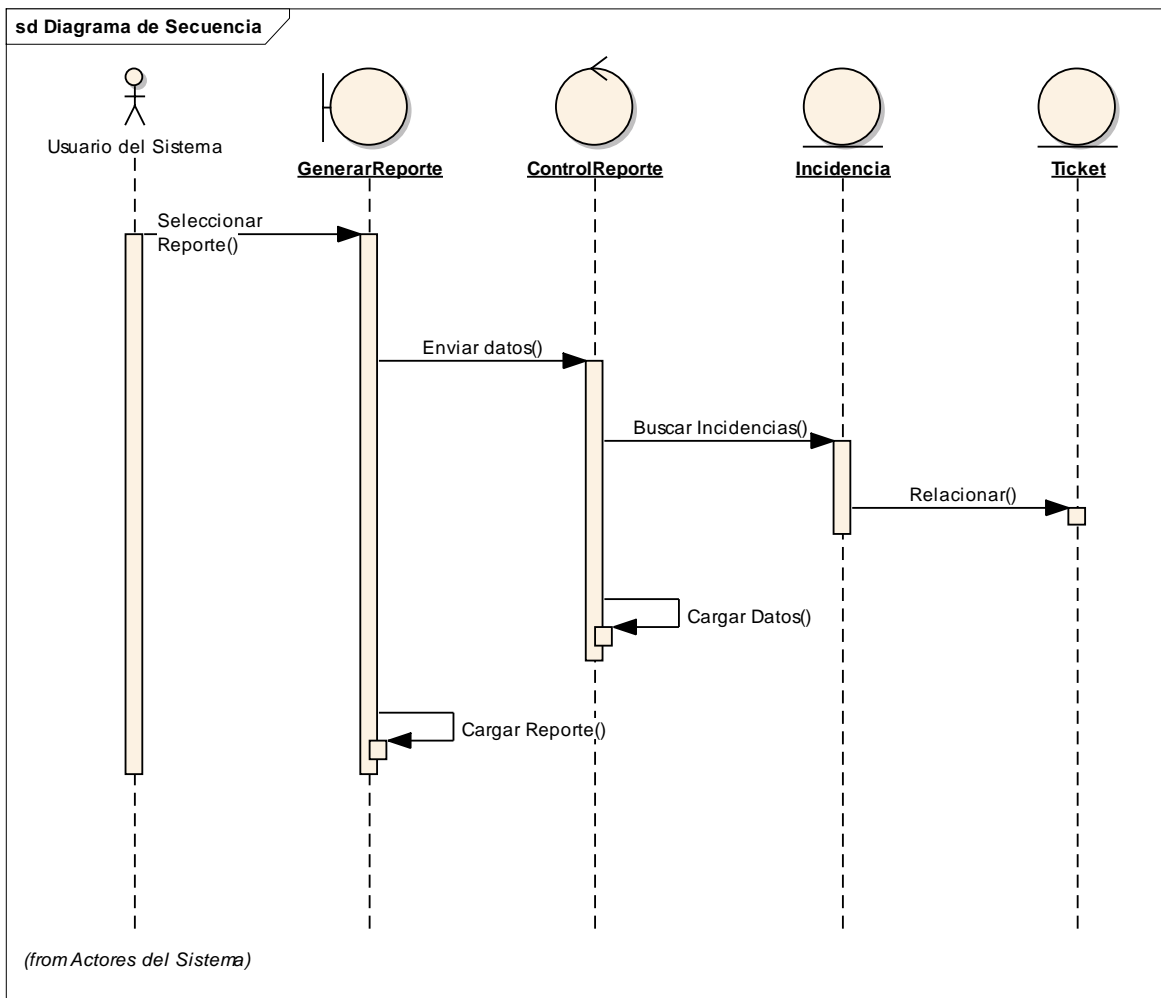 sd Diagrama de Secuencia
Usuario del Sistema
GenerarReporte
ControlReporte
Incidencia
Ticket
Seleccionar
Reporte()
Enviar datos()
Buscar Incidencias()
Relacionar()
Cargar Datos()
Cargar Reporte()
(from Actores del Sistema)